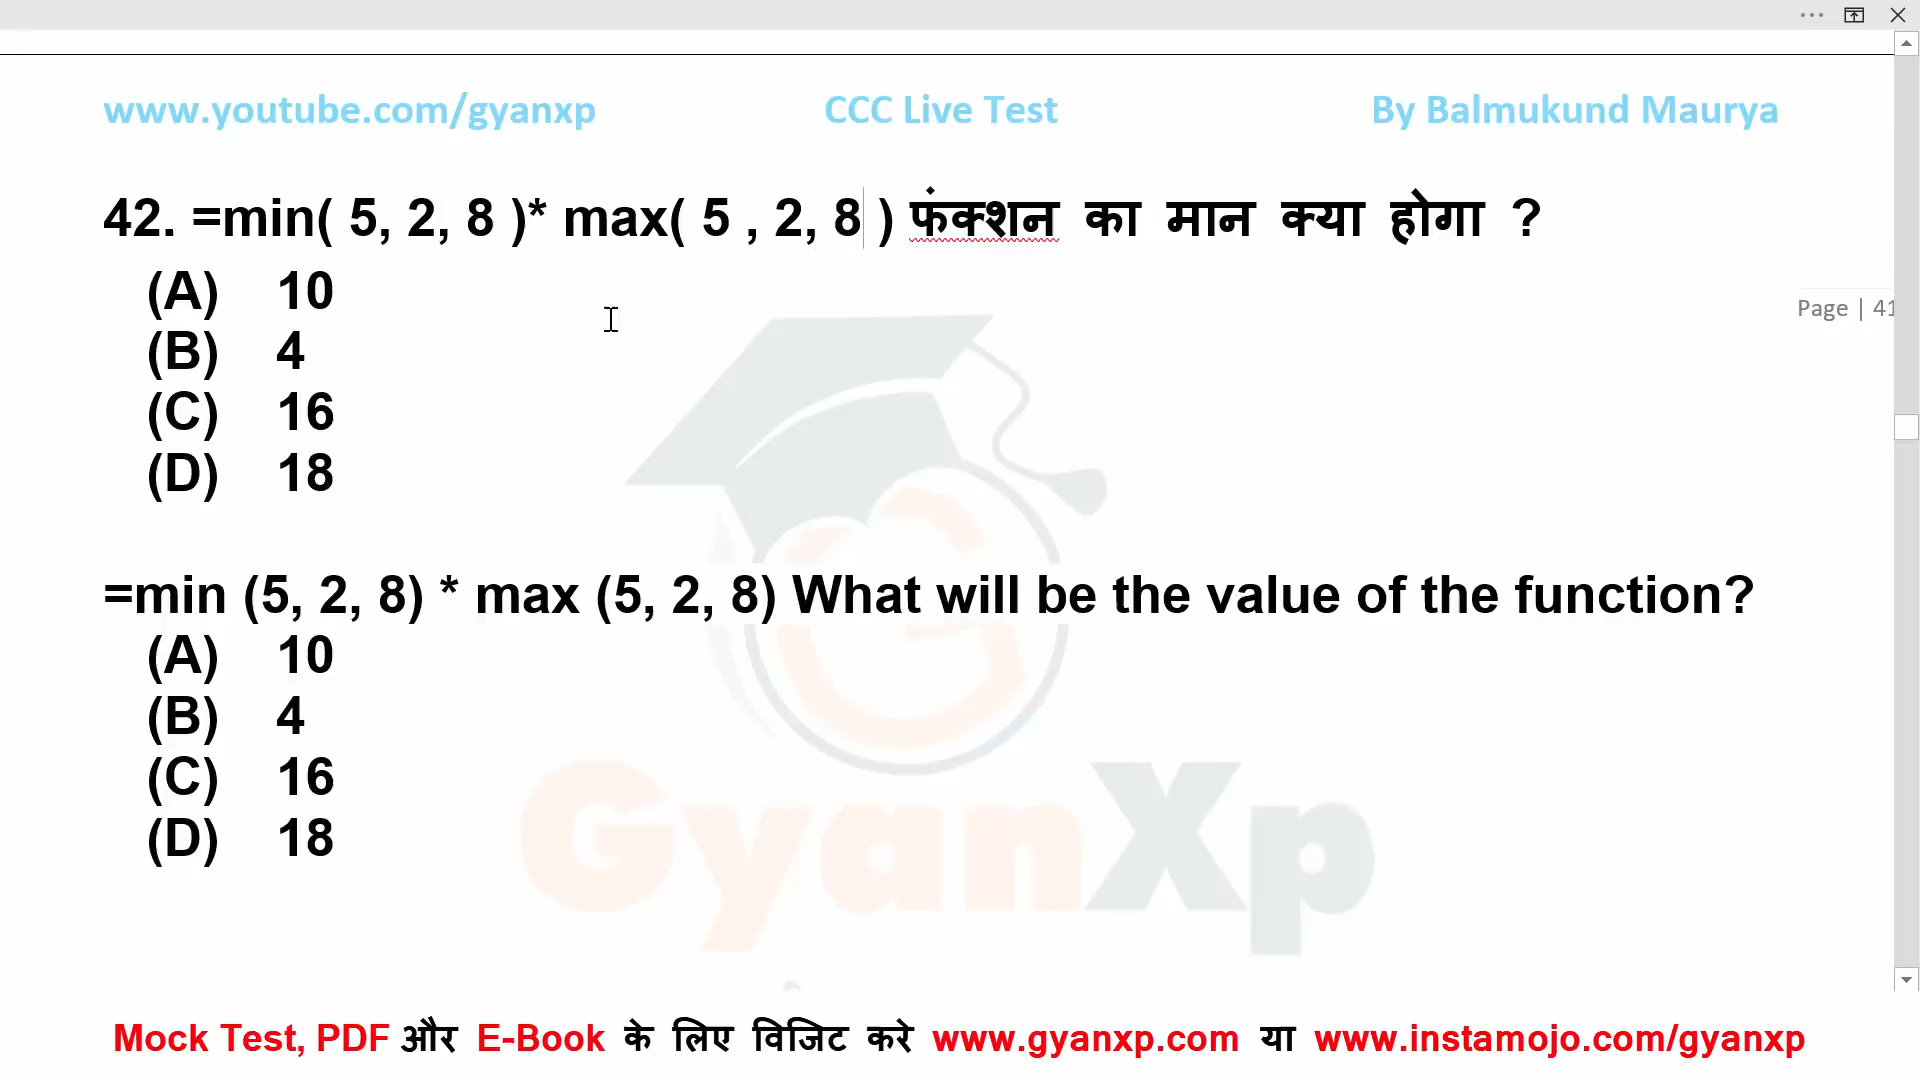 www.youtube.com/gyanxp CCC Live Test By Balmukund Maurya
42. =min( 5, 2, 8 )* max( 5 , 2, 8 ) फंक्शन का मान क्या होगा ?
(A) 10
(B) 4
(C) 16
(D) 18
Page | 41
=min (5, 2, 8) * max (5, 2, 8) What will be the value of the function?
(A) 10
(B) 4
(C) 16
(D) 18
GyanXp
Mock Test, PDF और E-Book के लिए विजिट करे www.gyanxp.com या www.instamojo.com/gyanxp